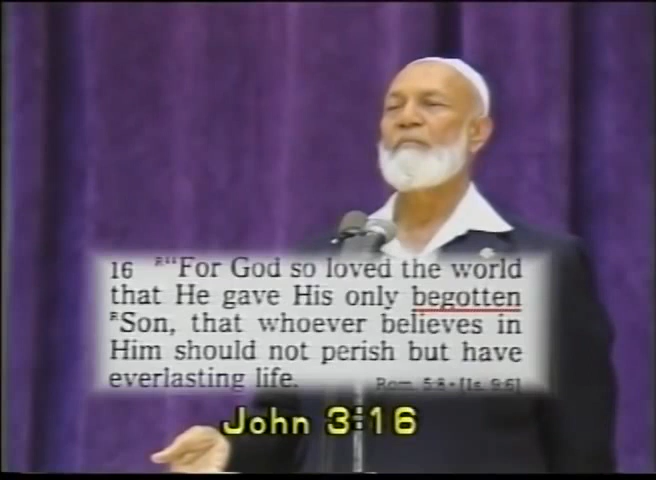 16 ᴿ“For God so loved the world
that He gave His only begotten
ᴿSon, that whoever believes in
Him should not perish but have
everlasting life. Rom. 5:8 • [Is. 9:6]
John 3:16